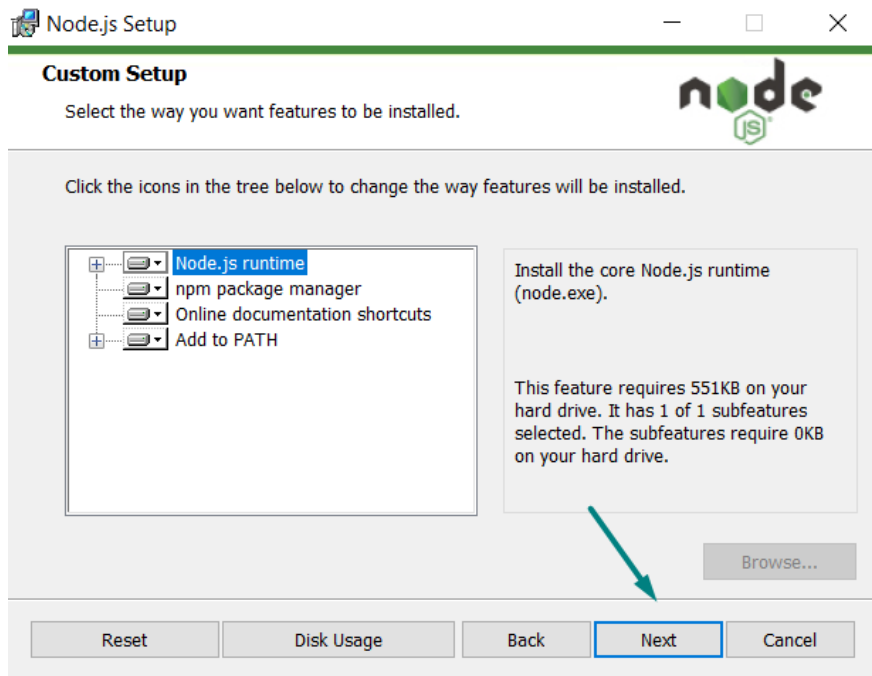 Node.js Setup
Custom Setup
Select the way you want features to be installed.
node
JS
Click the icons in the tree below to change the way features will be installed.
Node.js runtime
npm package manager
Online documentation shortcuts
Add to PATH
Install the core Node.js runtime
(node.exe).
This feature requires 551KB on your
hard drive. It has 1 of 1 subfeatures
selected. The subfeatures require 0KB
on your hard drive.
Browse...
Reset
Disk Usage
Back
Next
Cancel